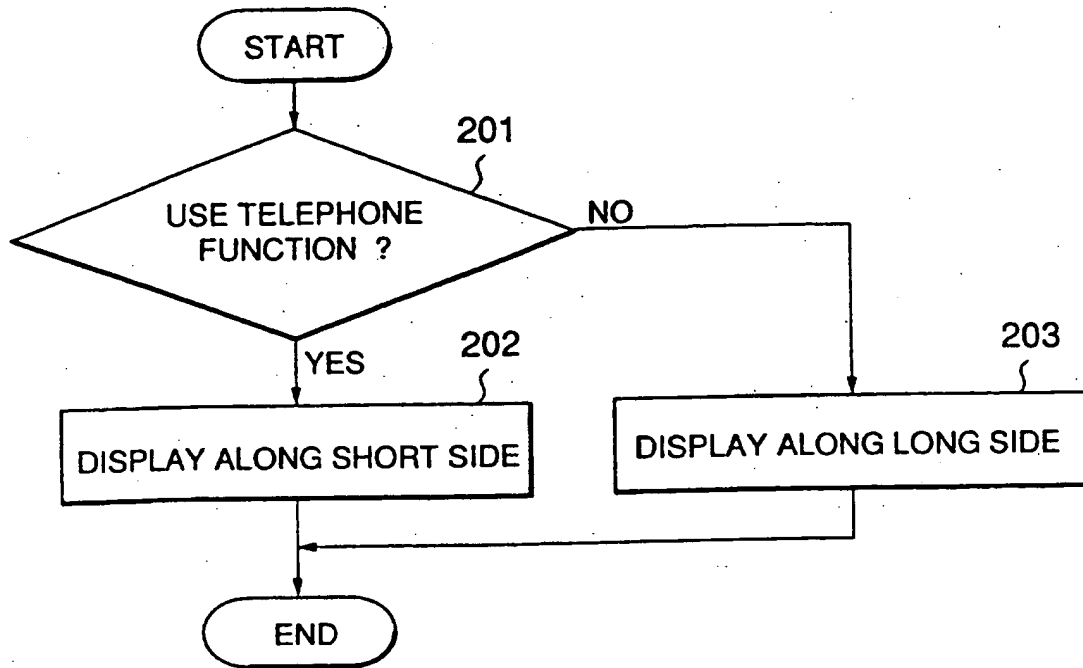 START
201
USE TELEPHONE
FUNCTION ?
NO
YES
202
DISPLAY ALONG SHORT SIDE
203
DISPLAY ALONG LONG SIDE
END